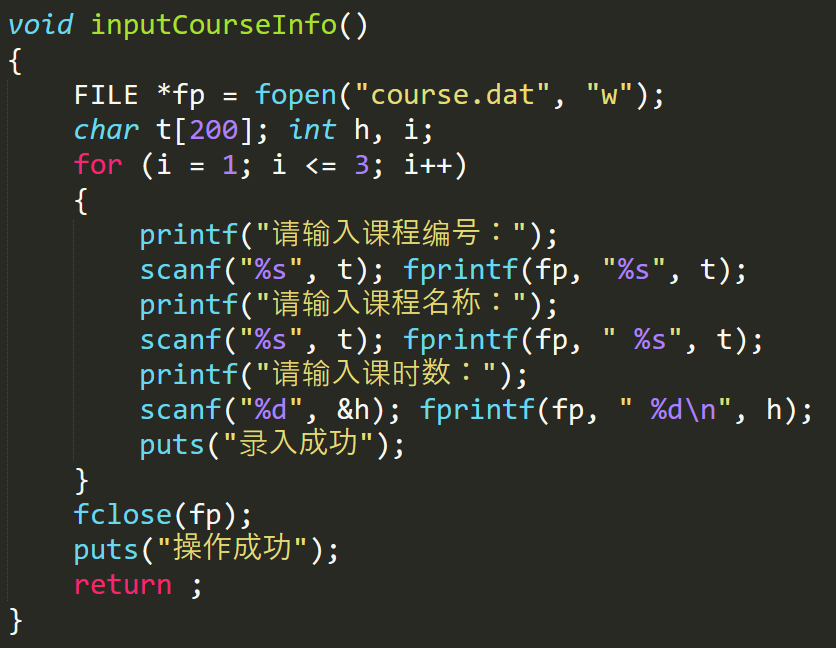 void inputCourseInfo()
{
    FILE *fp = fopen("course.dat", "w");
    char t[200]; int h, i;
    for (i = 1; i <= 3; i++)
    {
        printf("请输入课程编号：");
        scanf("%s", t); fprintf(fp, "%s", t);
        printf("请输入课程名称：");
        scanf("%s", t); fprintf(fp, " %s", t);
        printf("请输入课时数：");
        scanf("%d", &h); fprintf(fp, " %d\n", h);
        puts("录入成功");
    }
    fclose(fp);
    puts("操作成功");
    return ;
}